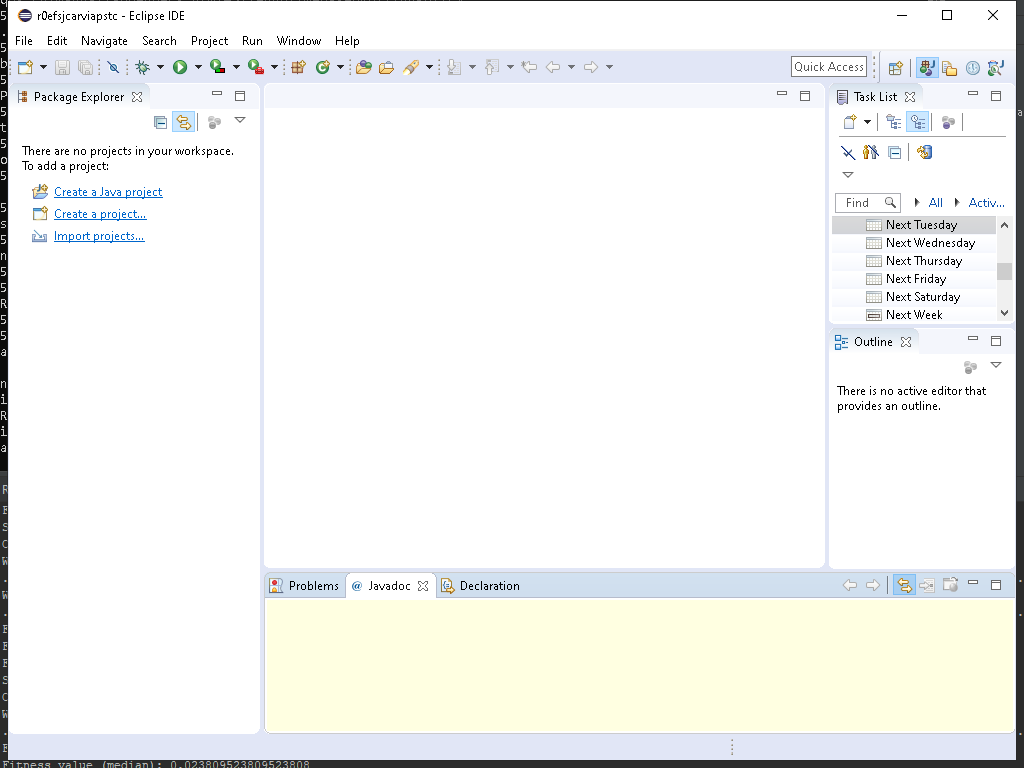 r0efsjcarviapstc - Eclipse IDE
File Edit Navigate Search Project Run Window Help
Quick Access
Package Explorer
There are no projects in your workspace.
To add a project:
Create a Java project
Create a project...
Import projects...
Task List
Find All Activ...
Next Tuesday
Next Wednesday
Next Thursday
Next Friday
Next Saturday
Next Week
Outline
There is no active editor that
provides an outline.
Problems @ Javadoc Declaration
Fitness value (median): 0.023809523809523808